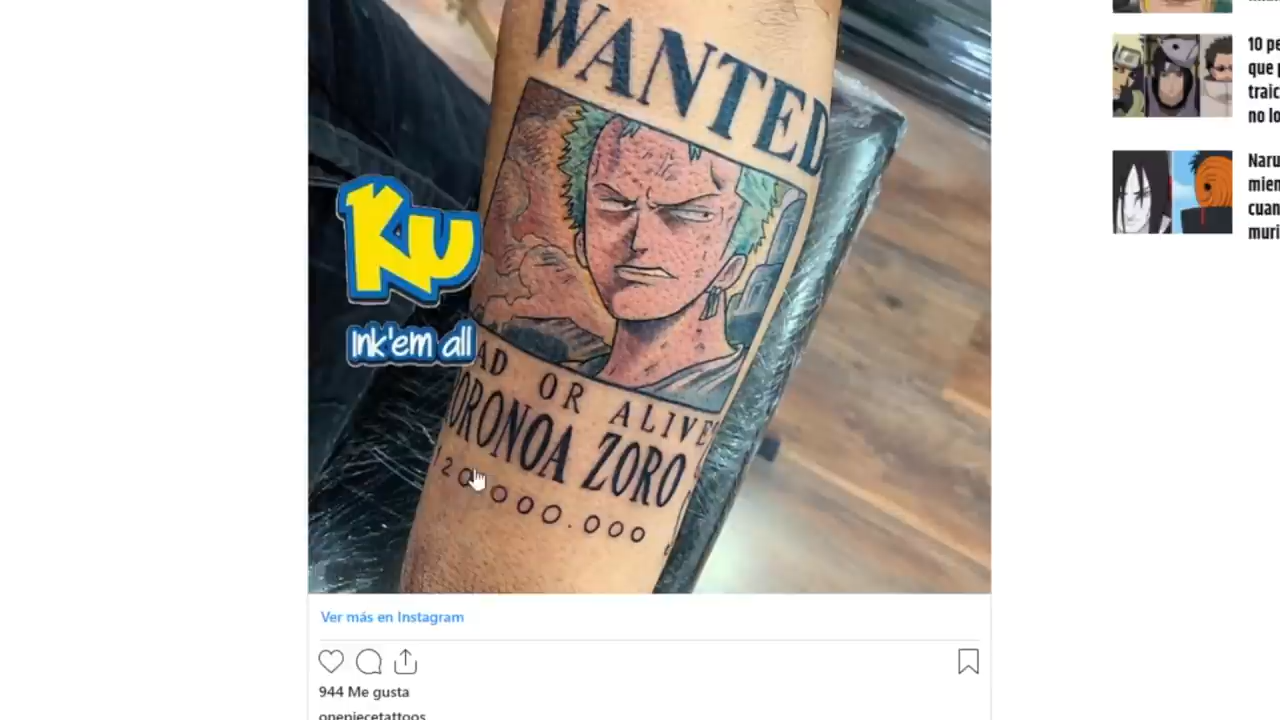 WANTED
KU
Ink'em all
AD OR ALIVE
ORONOA ZORO
Ver más en Instagram
944 Me gusta
onepiecetattoos
10 pe
que p
traic
no lo
Naru
mien
cuan
muri